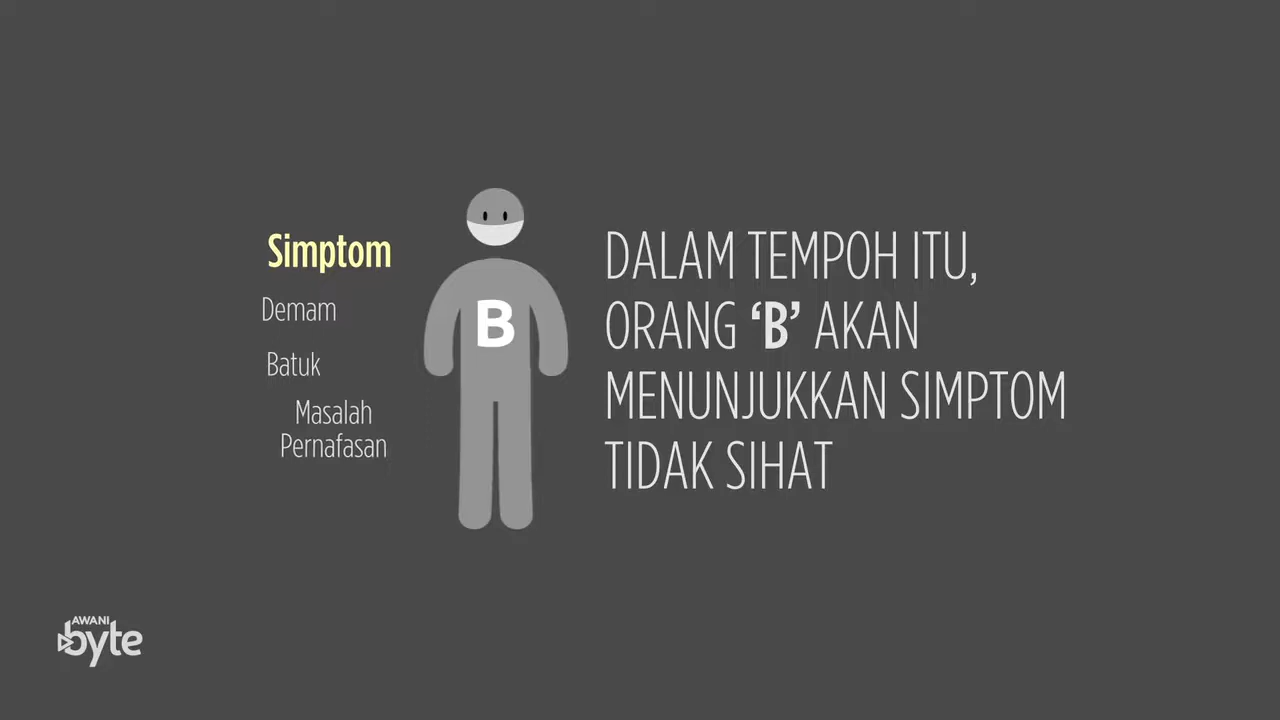 Simptom
Demam
Batuk
Masalah
Pernafasan
B
DALAM TEMPOH ITU,
ORANG ‘B’ AKAN
MENUNJUKKAN SIMPTOM
TIDAK SIHAT
AWANI
byte